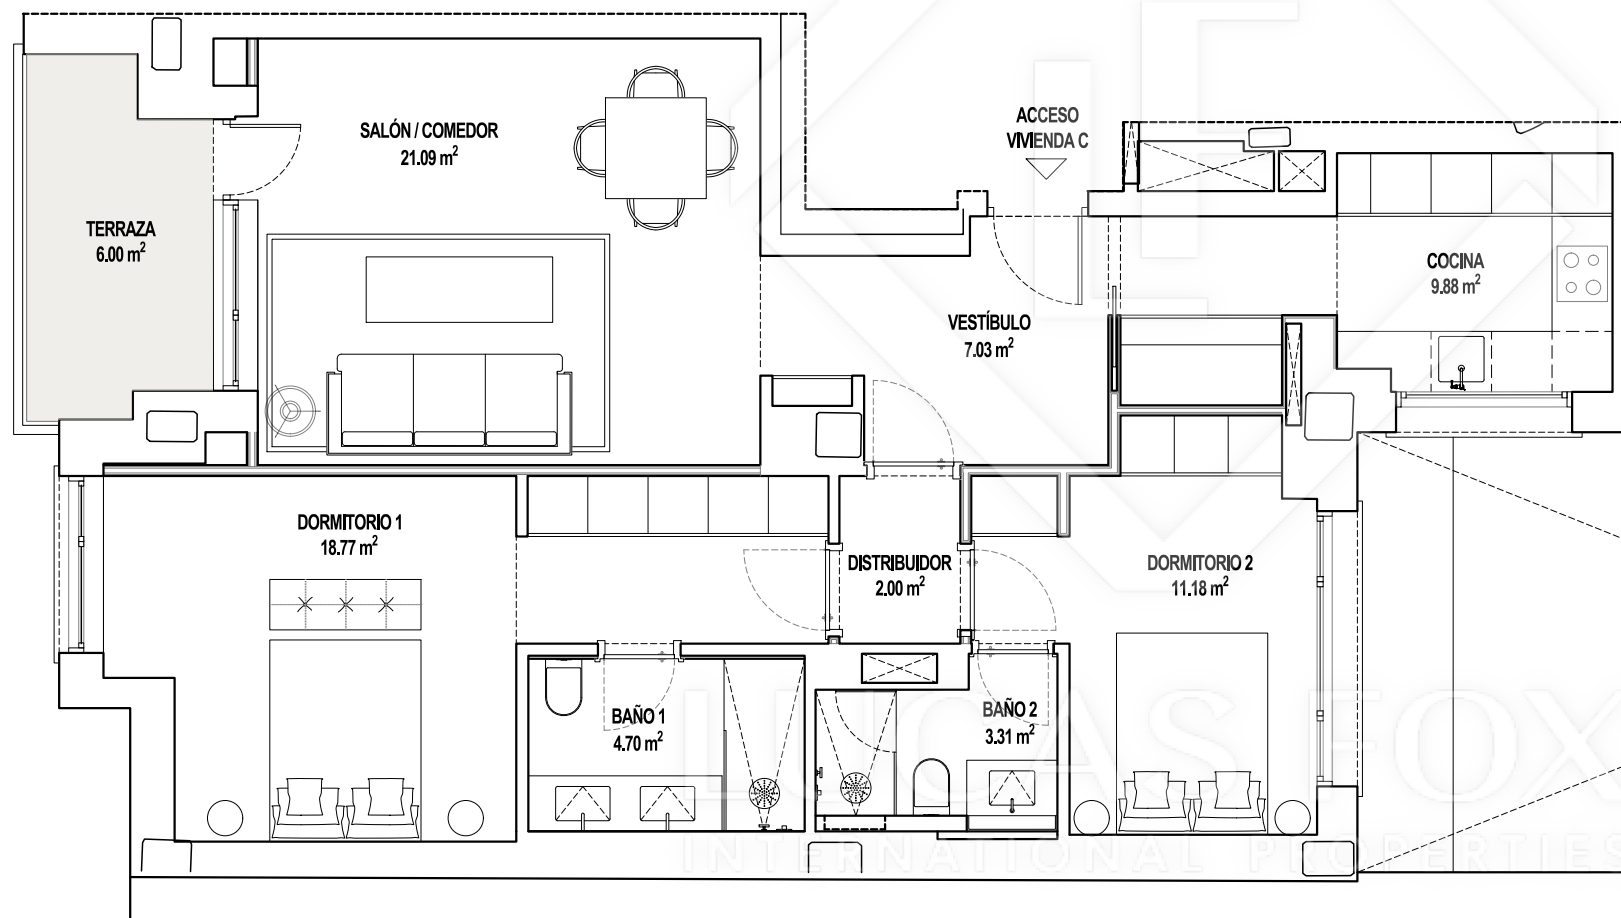 SALÓN / COMEDOR
21.09 m²
ACCESO
VIVIENDA C
TERRAZA
6.00 m²
COCINA
9.88 m²
VESTÍBULO
7.03 m²
DORMITORIO 1
18.77 m²
DISTRIBUIDOR
2.00 m²
DORMITORIO 2
11.18 m²
BAÑO 1
4.70 m²
BAÑO 2
3.31 m²
LUCAS FOX
INTERNATIONAL PROPERTIES